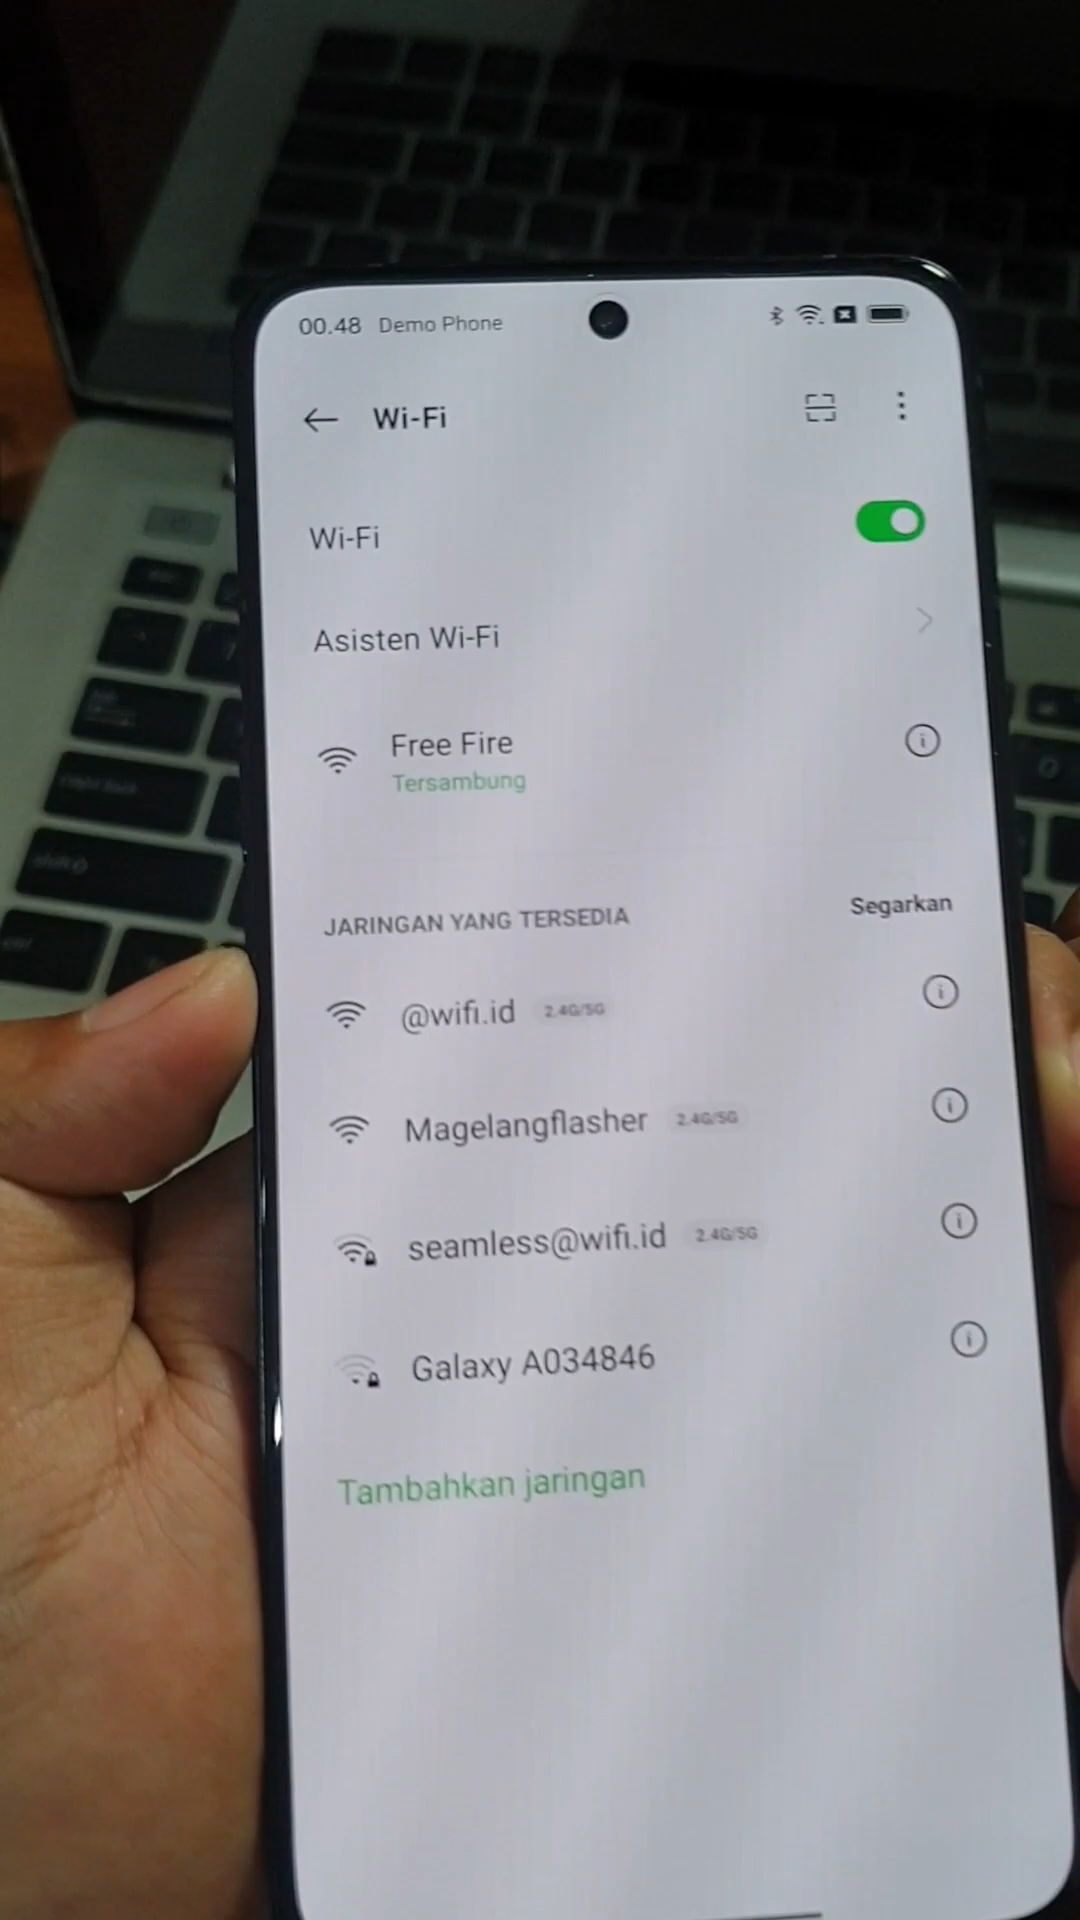 00.48 Demo Phone
Wi-Fi
Wi-Fi
Asisten Wi-Fi
Free Fire
Tersambung
JARINGAN YANG TERSEDIA
Segarkan
@wifi.id 2.4G/5G
Magelangflasher 2.4G/5G
seamless@wifi.id 2.4G/5G
Galaxy A034846
Tambahkan jaringan